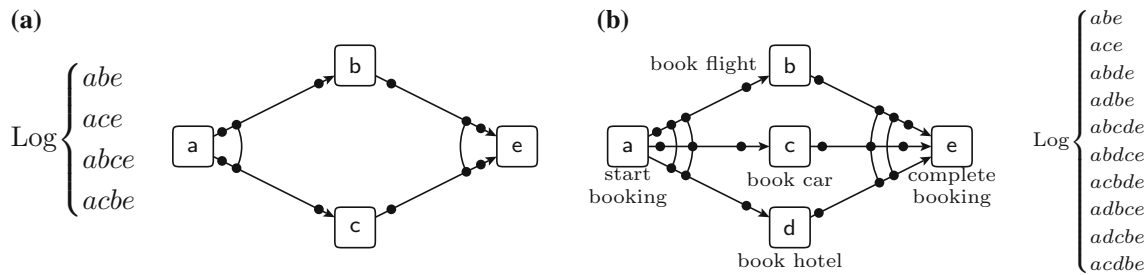 (a)
Log
abe
ace
abce
acbe
a
b
c
e
(b)
book flight
b
a
start
booking
c
book car
e
complete
booking
d
book hotel
Log
abe
ace
abde
adbe
abcde
abdce
acbde
adbce
adcbe
acdbe